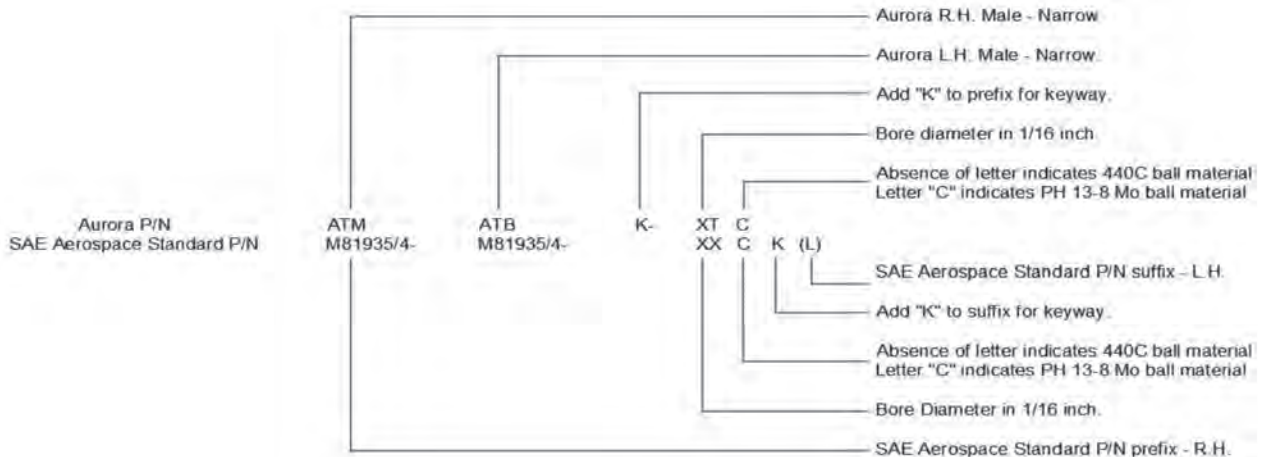 Aurora R.H. Male - Narrow
Aurora L.H. Male - Narrow.
Add "K" to prefix for keyway.
Bore diameter in 1/16 inch
Absence of letter indicates 440C ball material
Letter "C" indicates PH 13-8 Mo ball material
Aurora P/N ATM ATB K- XT C
SAE Aerospace Standard P/N M81935/4- M81935/4- XX C K (L)
SAE Aerospace Standard P/N suffix - L.H.
Add "K" to suffix for keyway.
Absence of letter indicates 440C ball material
Letter "C" indicates PH 13-8 Mo ball material
Bore Diameter in 1/16 inch.
SAE Aerospace Standard P/N prefix - R.H.